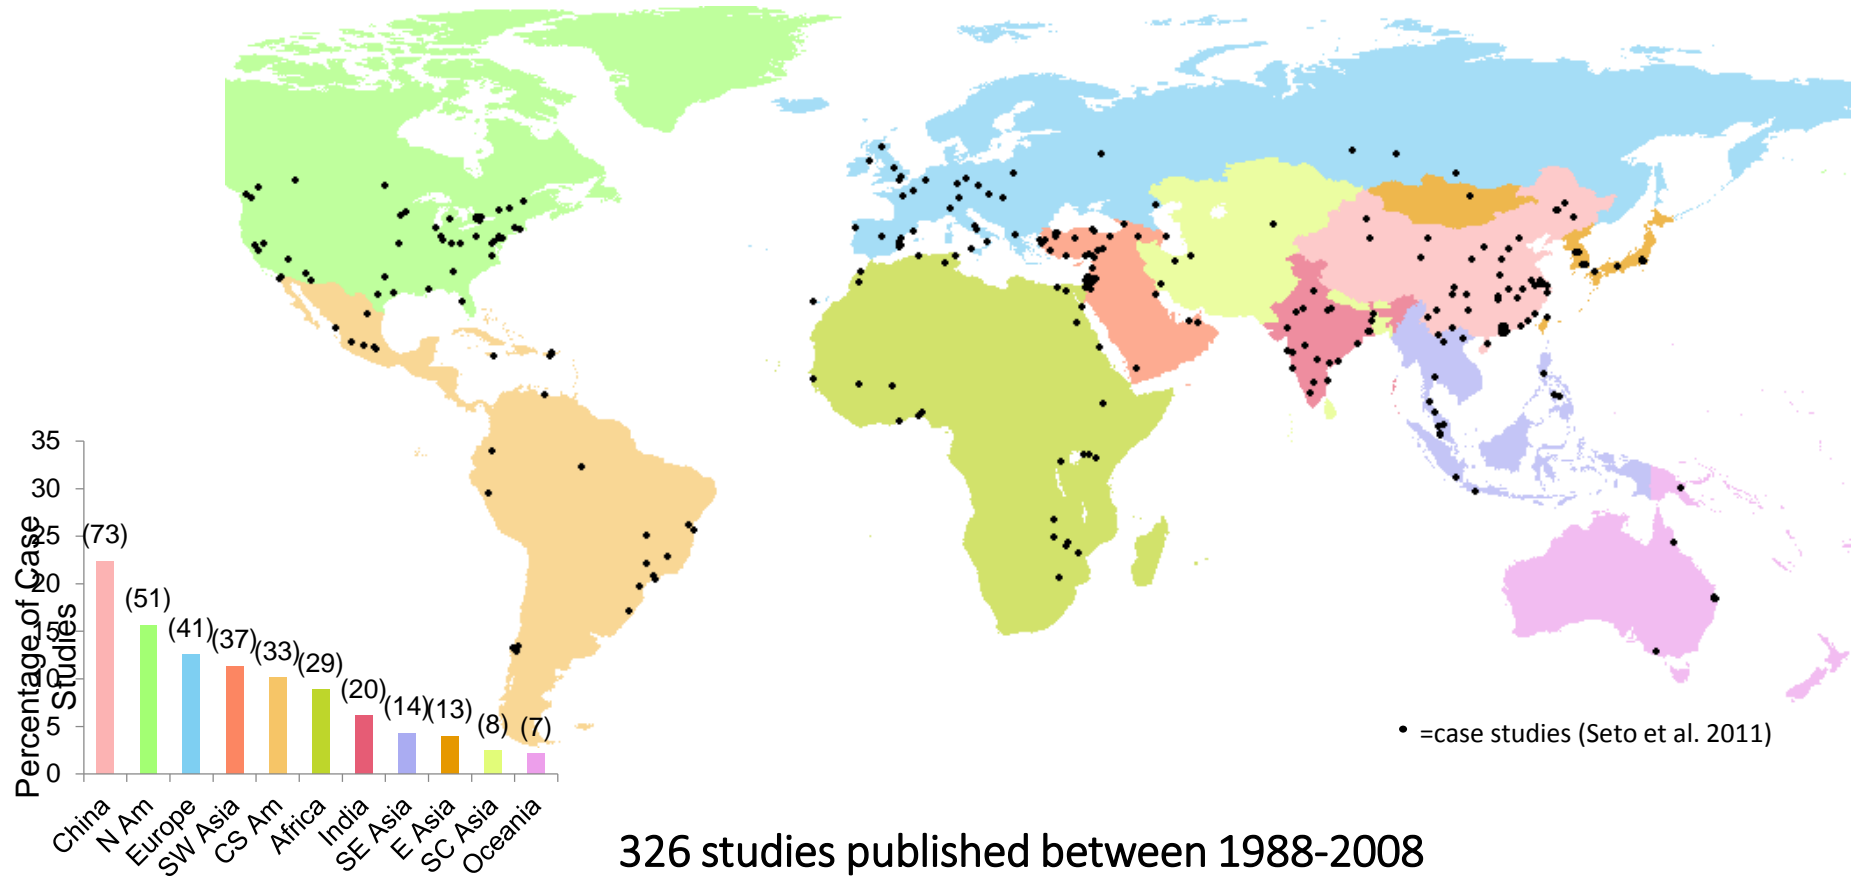 35
30
25
20
15
10
5
0
Percentage of Case
Studies
(73)
(51)
(41)
(37)
(33)
(29)
(20)
(14)
(13)
(8)
(7)
China
N Am
Europe
SW Asia
CS Am
Africa
India
SE Asia
E Asia
SC Asia
Oceania
=case studies (Seto et al. 2011)
326 studies published between 1988-2008